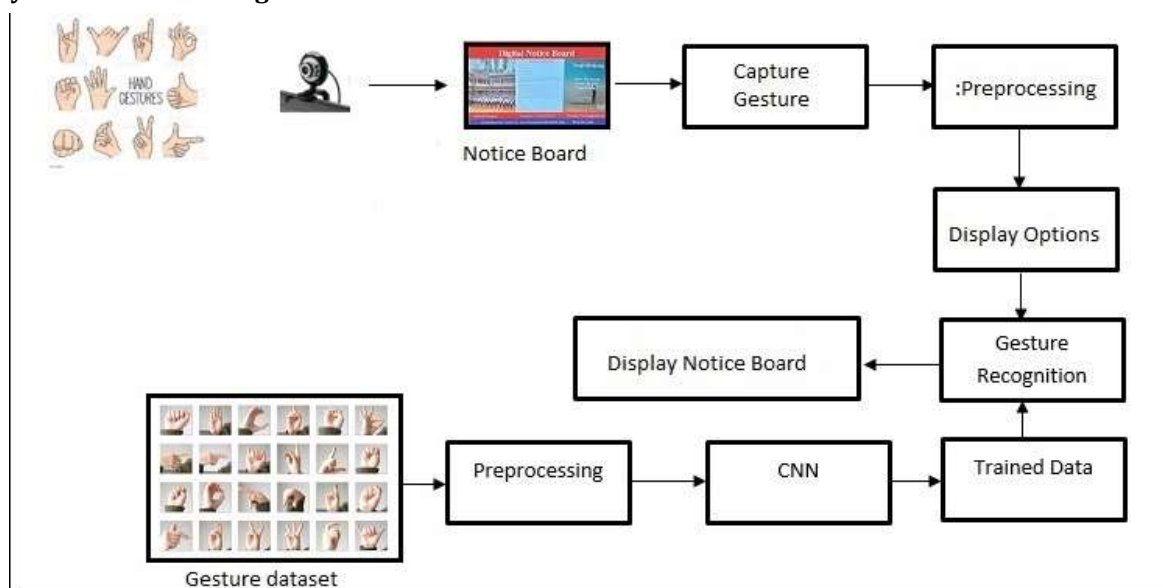 HAND
GESTURES
Digital Notice Board
Notice Board
Capture
Gesture
:Preprocessing
Display Options
Gesture
Recognition
Display Notice Board
Preprocessing
CNN
Trained Data
Gesture dataset